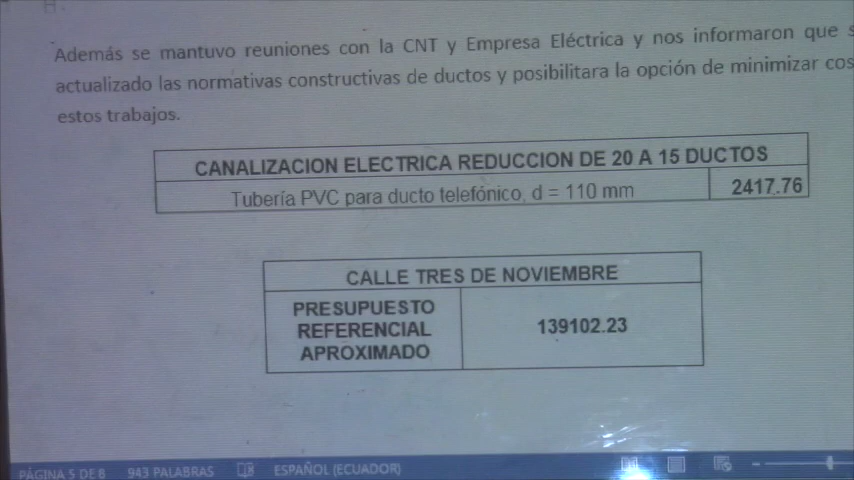 Además se mantuvo reuniones con la CNT y Empresa Eléctrica y nos informaron que s
actualizado las normativas constructivas de ductos y posibilitara la opción de minimizar cos
estos trabajos.
CANALIZACION ELECTRICA REDUCCION DE 20 A 15 DUCTOS
Tubería PVC para ducto telefónico, d = 110 mm 2417.76
CALLE TRES DE NOVIEMBRE
PRESUPUESTO
REFERENCIAL 139102.23
APROXIMADO
PÁGINA 5 DE 8 943 PALABRAS ESPAÑOL (ECUADOR)